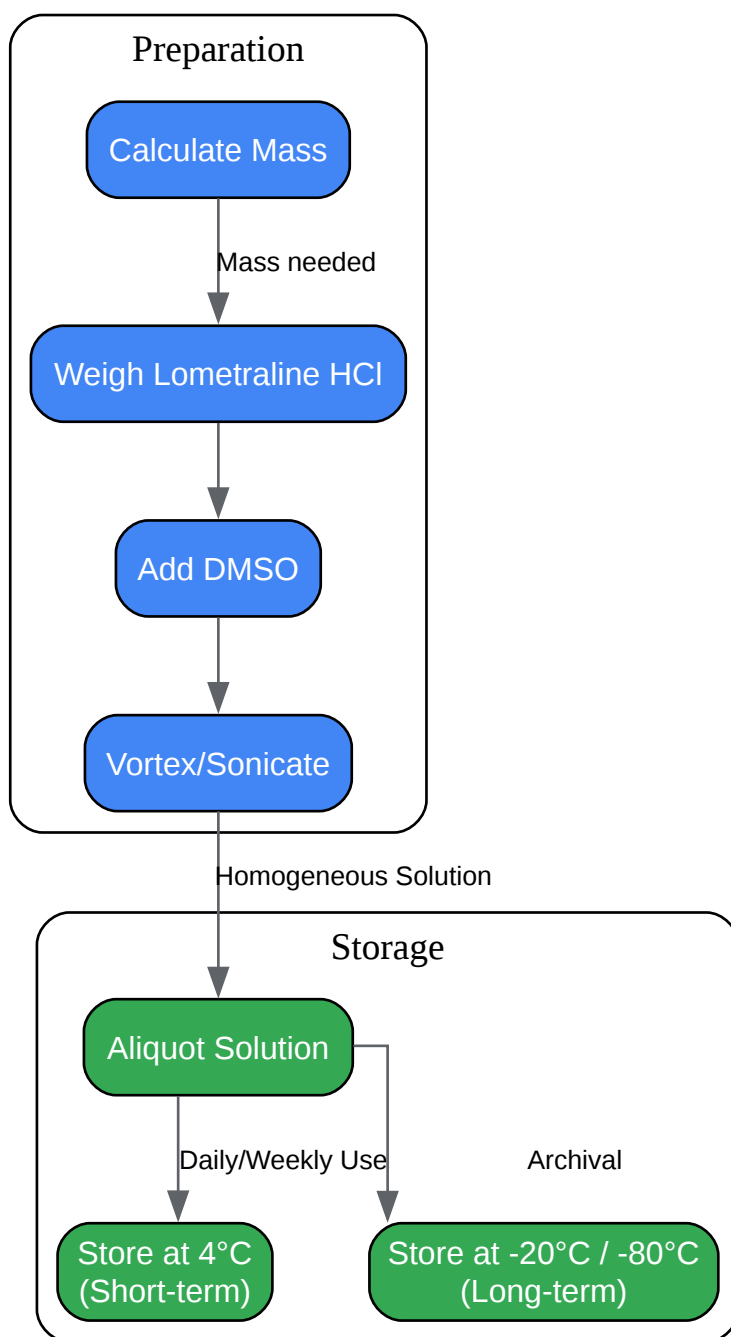 Preparation
Calculate Mass
Mass needed
Weigh Lometraline HCl
Add DMSO
Vortex/Sonicate
Homogeneous Solution
Storage
Aliquot Solution
Daily/Weekly Use
Archival
Store at 4°C
(Short-term)
Store at -20°C / -80°C
(Long-term)